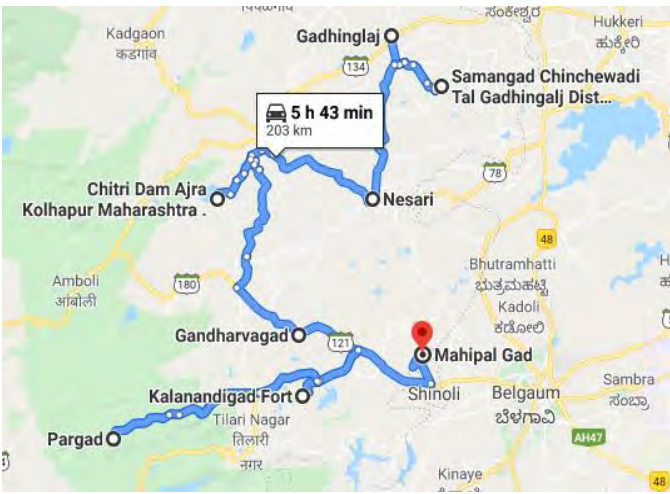 संकेश्वर
Kadgaon
कडगांव
Gadhinglaj
Hukkeri
ಹುಕ್ಕೇರಿ
134
Samangad Chinchewadi
Tal Gadhingalj Dist...
5 h 43 min
203 km
78
Chitri Dam Ajra
Kolhapur Maharashtra .
Nesari
48
Amboli
आंबोली
180
Bhutramhatti
ಭುತ್ರಮಹಟ್ಟಿ
Kadoli
ಕಡೋಲಿ
Gandharvagad
121
Mahipal Gad
Kalanandigad Fort
Shinoli
Belgaum
ಬೆಳಗಾವಿ
Sambra
ಸಂಬ್ರಾ
Tilari Nagar
तिलारी
नगर
Pargad
AH47
Kinaye
48